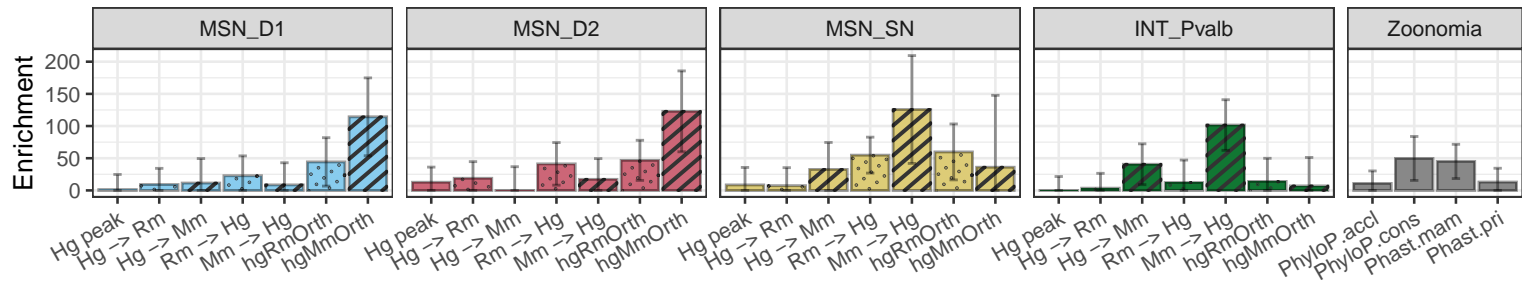 MSN_D1
MSN_D2
MSN_SN
INT_Pvalb
Zoonomia
Enrichment
200
150
100
50
0
Hg peak
Hg -> Rm
Hg -> Mm
Rm -> Hg
Mm -> Hg
hgRmOrth
hgMmOrth
Hg peak
Hg -> Rm
Hg -> Mm
Rm -> Hg
Mm -> Hg
hgRmOrth
hgMmOrth
Hg peak
Hg -> Rm
Hg -> Mm
Rm -> Hg
Mm -> Hg
hgRmOrth
hgMmOrth
Hg peak
Hg -> Rm
Hg -> Mm
Rm -> Hg
Mm -> Hg
hgRmOrth
hgMmOrth
PhyloP.accl
PhyloP.cons
Phast.mam
Phast.pri